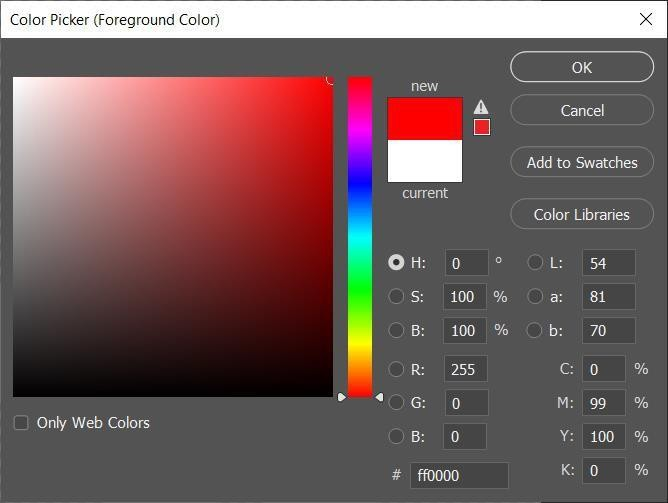 Color Picker (Foreground Color)
new
current
OK
Cancel
Add to Swatches
Color Libraries
H: 0 °
S: 100 %
B: 100 %
R: 255
G: 0
B: 0
# ff0000
L: 54
a: 81
b: 70
C: 0 %
M: 99 %
Y: 100 %
K: 0 %
Only Web Colors